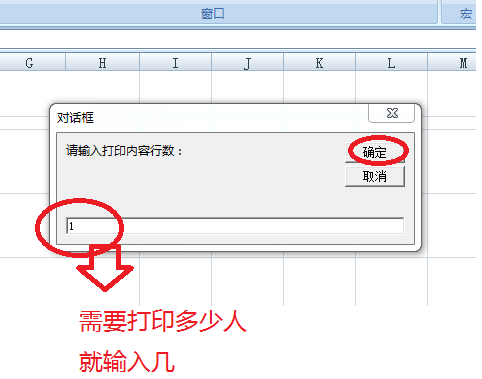 窗口 宏
G H I J K L M
对话框
请输入打印内容行数：
确定
取消
1
需要打印多少人
就输入几